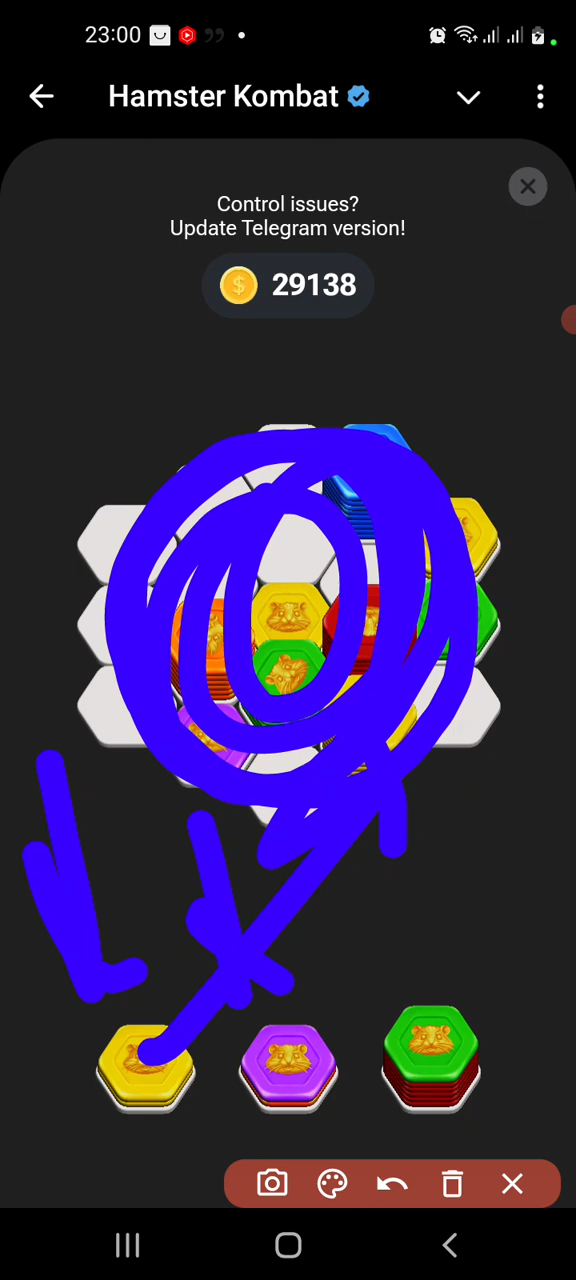 23:00
Hamster Kombat
Control issues?
Update Telegram version!
29138